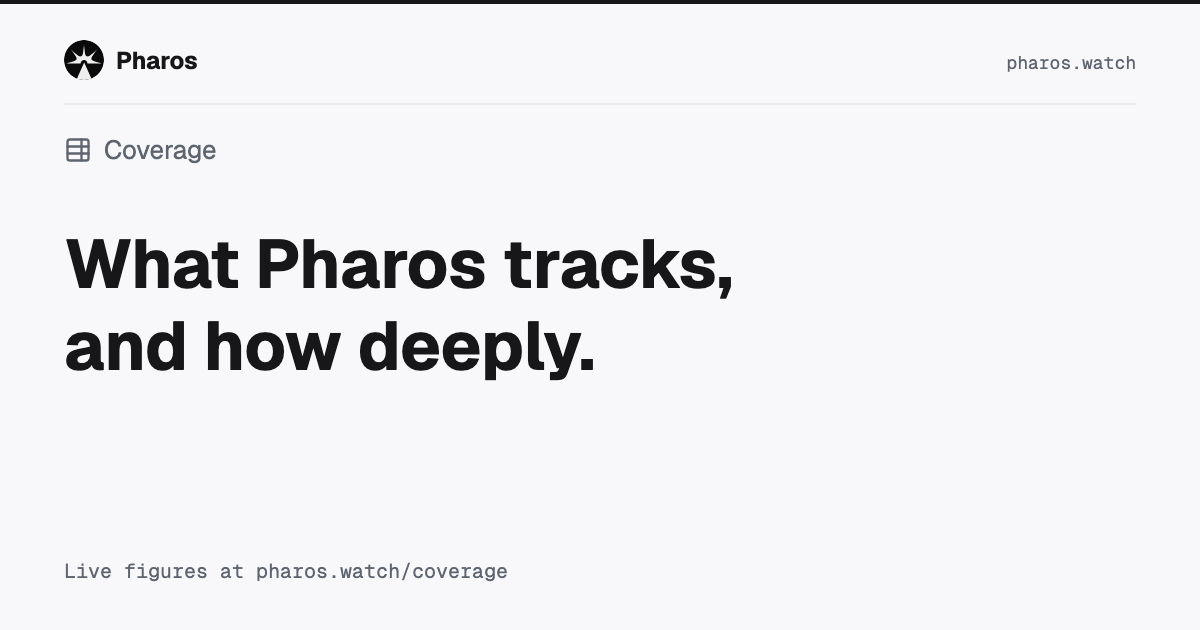 Pharos
pharos.watch
Coverage
What Pharos tracks,
and how deeply.
Live figures at pharos.watch/coverage